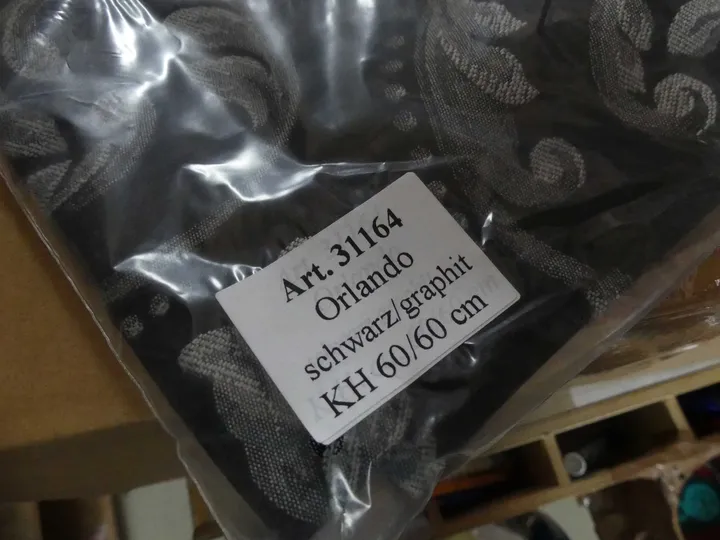 Art. 31164
Orlando
schwarz/graphit
KH 60/60 cm